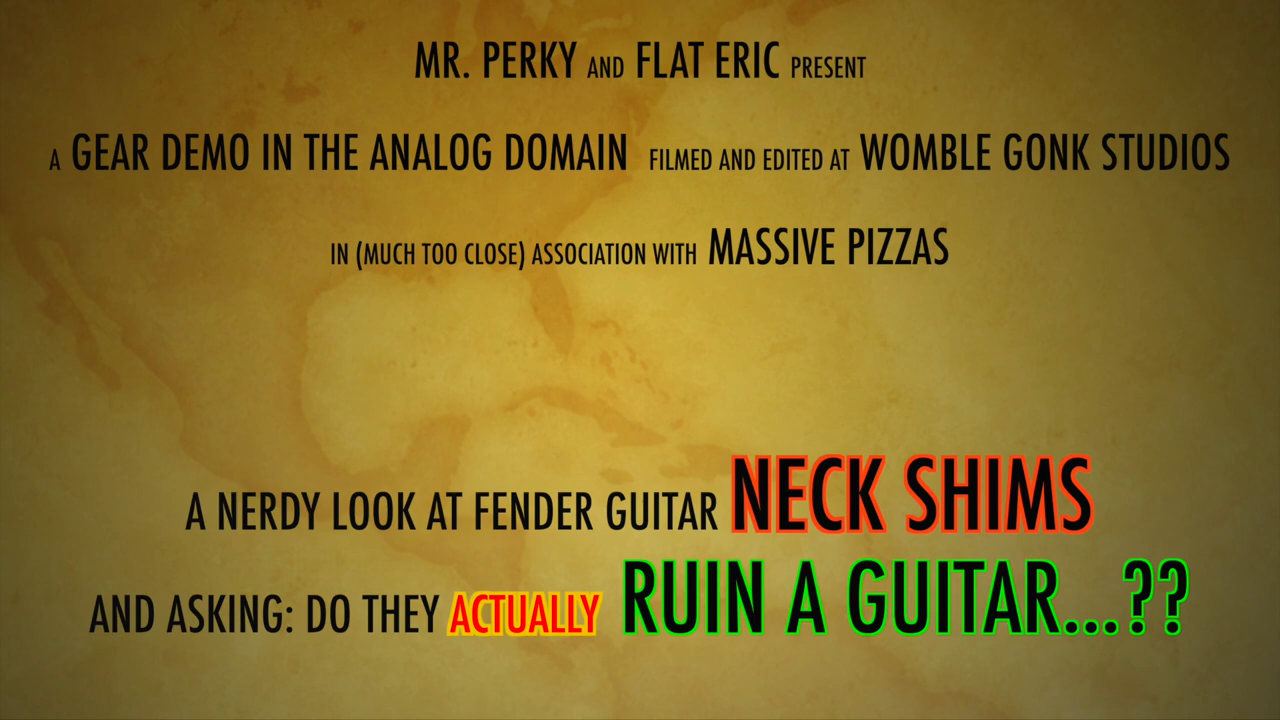 MR. PERKY AND FLAT ERIC PRESENT
A GEAR DEMO IN THE ANALOG DOMAIN FILMED AND EDITED AT WOMBLE GONK STUDIOS
IN (MUCH TOO CLOSE) ASSOCIATION WITH MASSIVE PIZZAS
A NERDY LOOK AT FENDER GUITAR NECK SHIMS
AND ASKING: DO THEY ACTUALLY RUIN A GUITAR...??